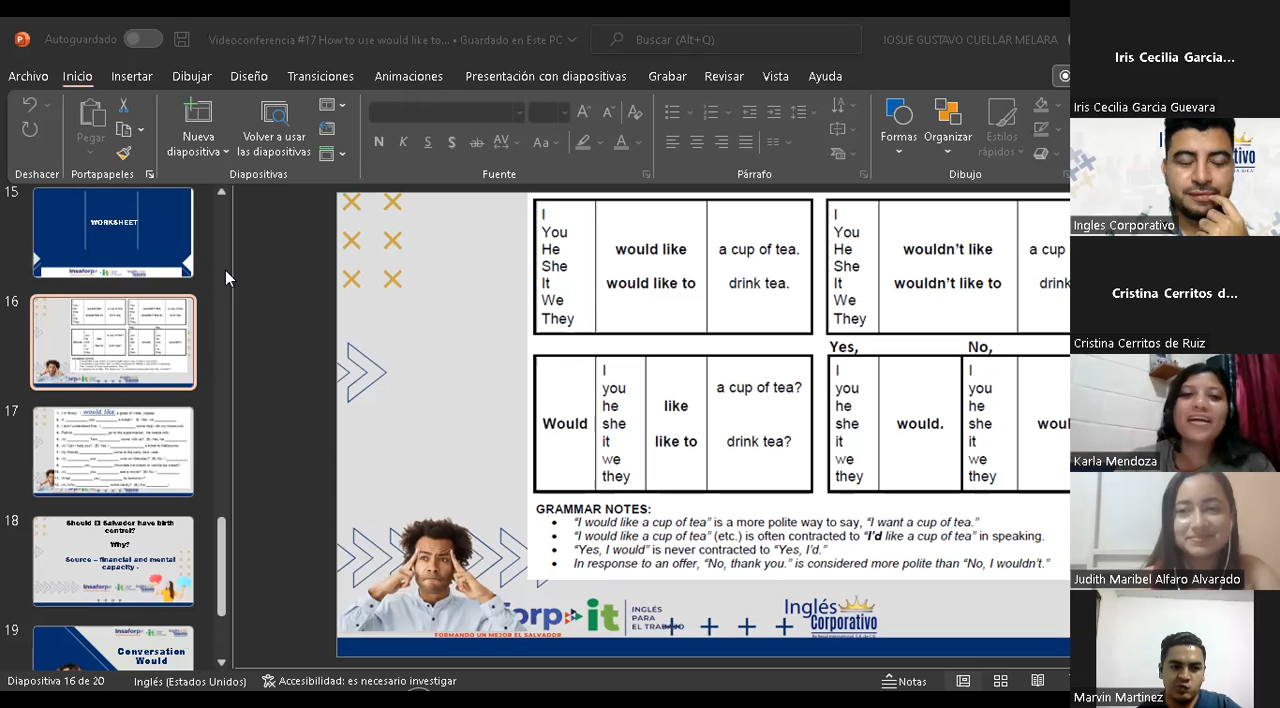 Autoguardado
Videoconferencia #17 How to use would like to... • Guardado en Este PC
Buscar (Alt+Q)
JOSUE GUSTAVO CUELLAR MELARA
Archivo Inicio Insertar Dibujar Diseño Transiciones Animaciones Presentación con diapositivas Grabar Revisar Vista Ayuda
Pegar
Nueva diapositiva
Volver a usar las diapositivas
N K S S ab AV Aa A
Formas
Organizar
Estilos rápidos
Deshacer Portapapeles Diapositivas Fuente Párrafo Dibujo
15
WORKSHEET
16
17
would like
18
Should El Salvador have birth
control?
Why?
Source – financial and mental
capacity -
19
Conversation
Would
I
You
He
She
It
We
They
would like
would like to
a cup of tea.
drink tea.
I
You
He
She
It
We
They
wouldn't like
wouldn't like to
a cup
drink
Would
I
you
he
she
it
we
they
like
like to
a cup of tea?
drink tea?
Yes,
I
you
he
she
it
we
they
would.
No,
I
you
he
she
it
we
they
woul
GRAMMAR NOTES:
• "I would like a cup of tea" is a more polite way to say, "I want a cup of tea."
• "I would like a cup of tea" (etc.) is often contracted to "I'd like a cup of tea" in speaking.
• "Yes, I would" is never contracted to "Yes, I'd."
• In response to an offer, "No, thank you." is considered more polite than "No, I wouldn't."
orp it
INGLÉS
PARA
EL TRABAJO
FORMANDO UN MEJOR EL SALVADOR
Inglés
Corporativo
Diapositiva 16 de 20
Inglés (Estados Unidos)
Accesibilidad: es necesario investigar
Notas
Iris Cecilia Garcia...
Iris Cecilia Garcia Guevara
Ingles Corporativo
Cristina Cerritos d...
Cristina Cerritos de Ruiz
Karla Mendoza
Judith Maribel Alfaro Alvarado
Marvin Martinez